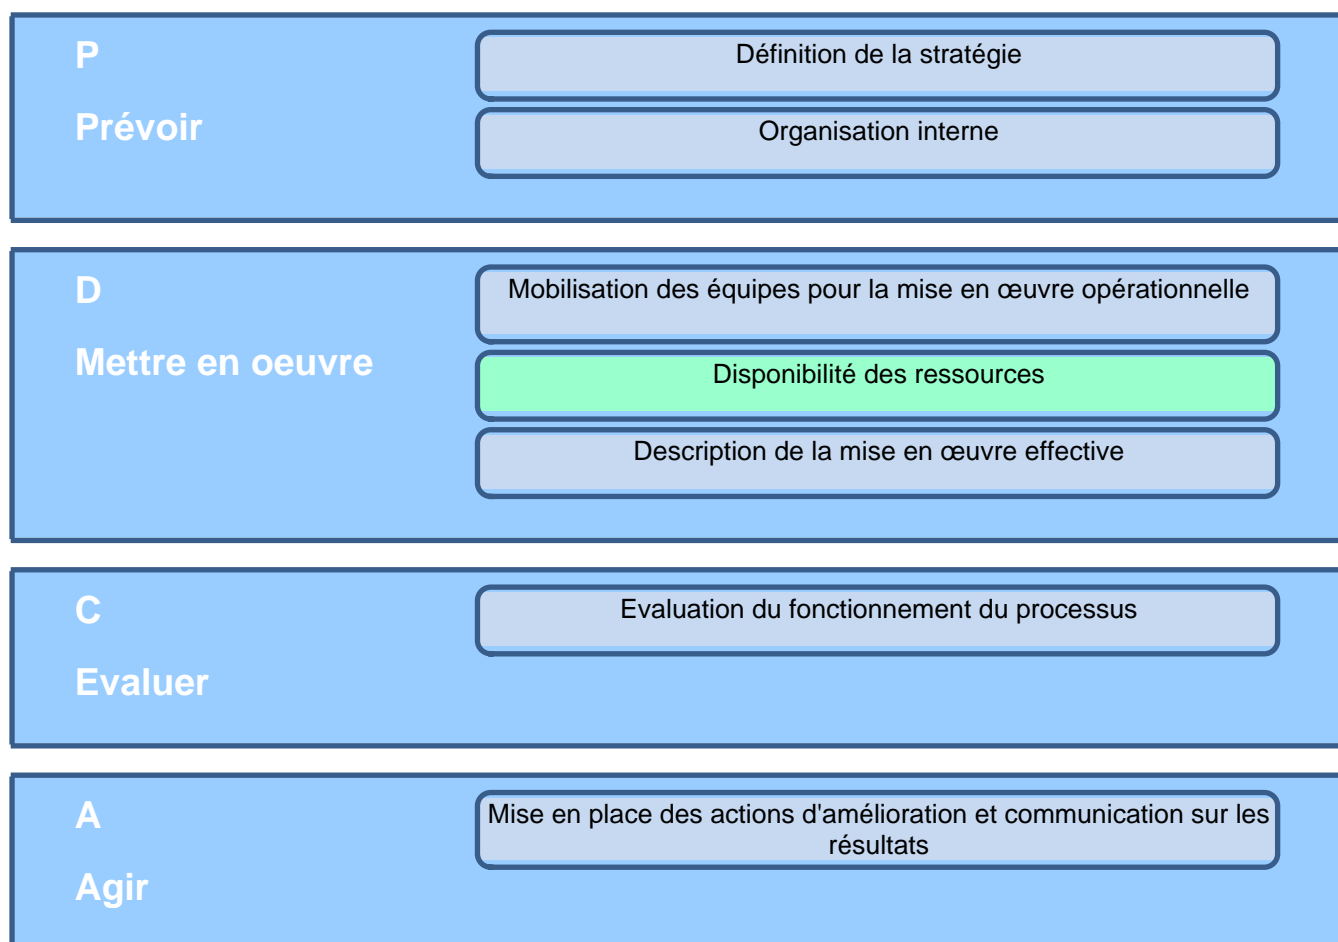 P
Prévoir
Définition de la stratégie
Organisation interne
D
Mettre en oeuvre
Mobilisation des équipes pour la mise en œuvre opérationnelle
Disponibilité des ressources
Description de la mise en œuvre effective
C
Evaluer
Evaluation du fonctionnement du processus
A
Agir
Mise en place des actions d'amélioration et communication sur les
résultats